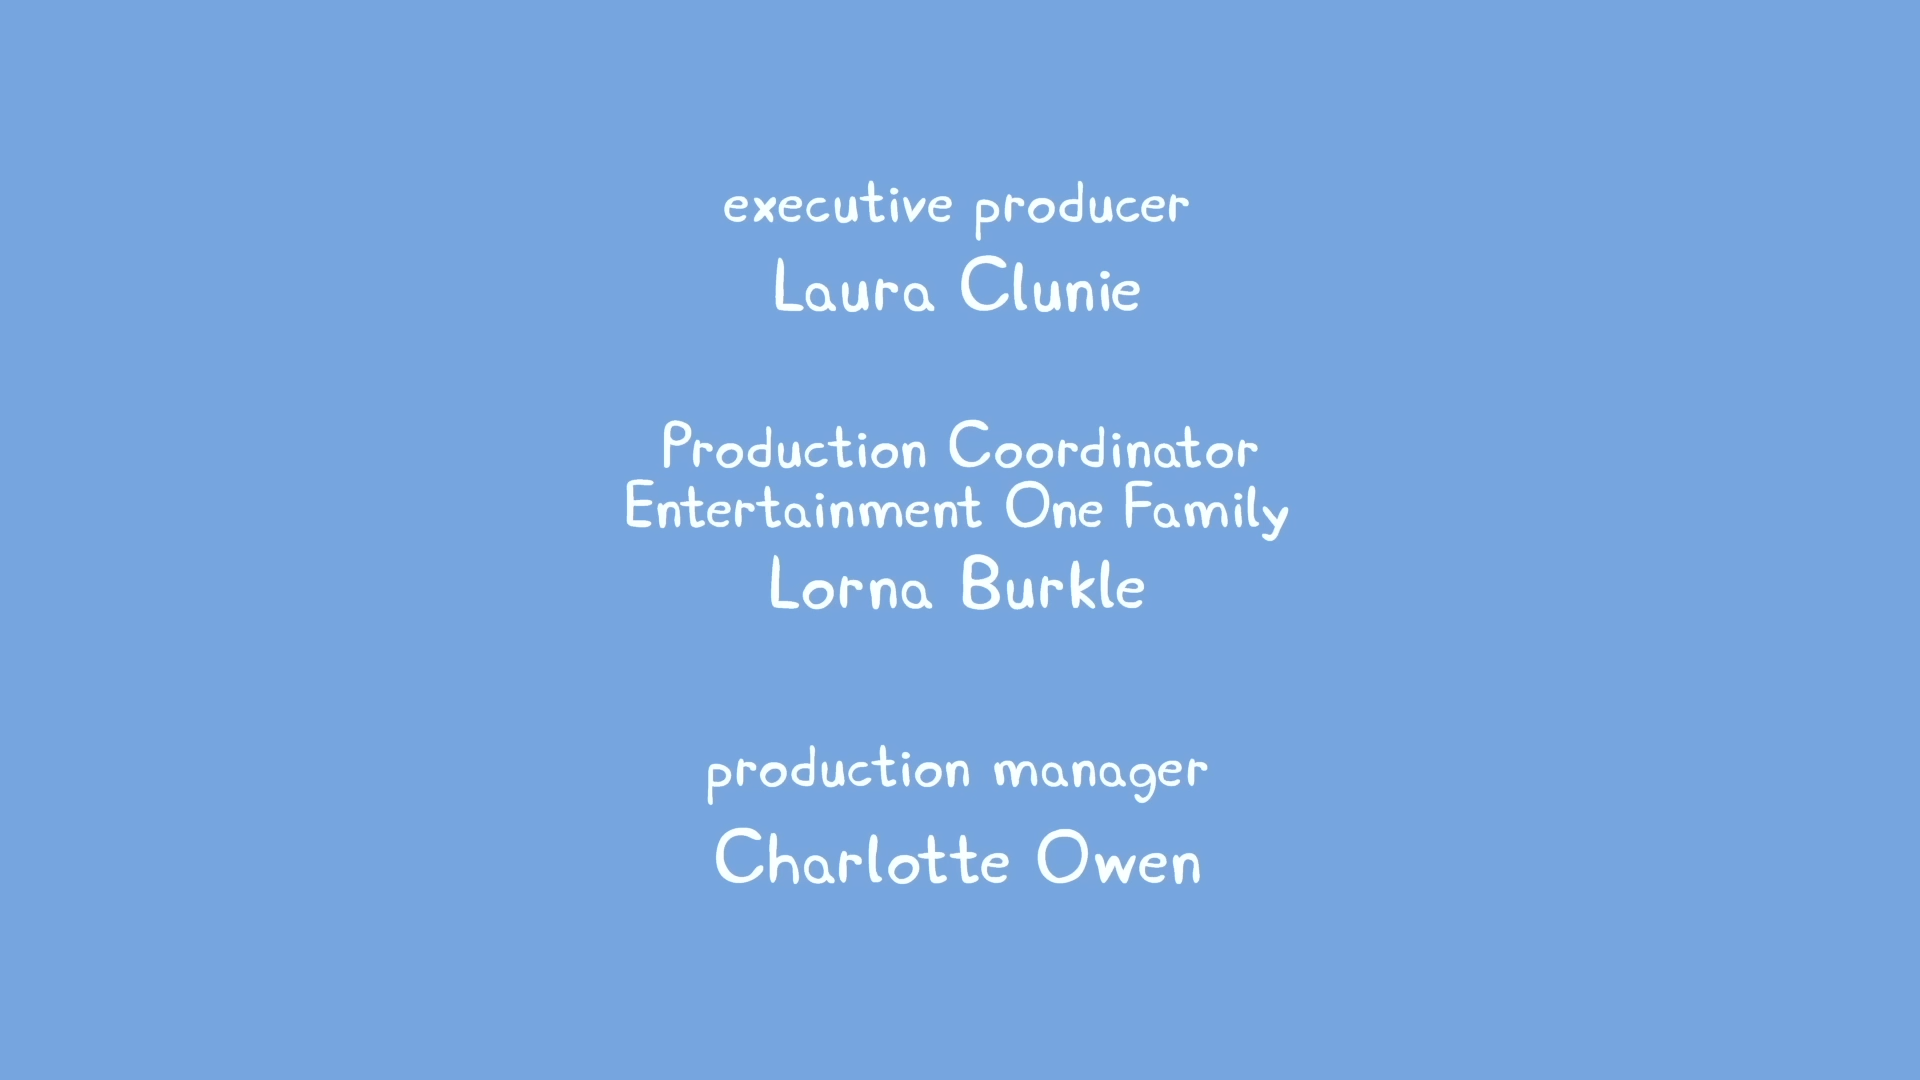 executive producer
Laura Clunie
Production Coordinator
Entertainment One Family
Lorna Burkle
production manager
Charlotte Owen